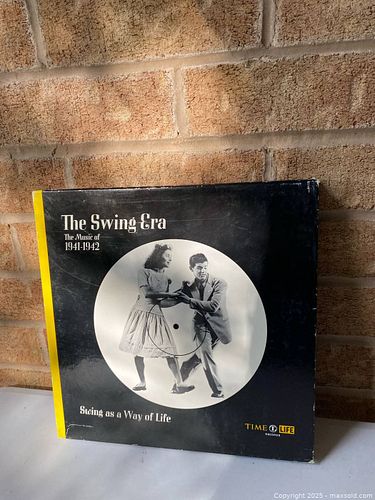 The Swing Era
The Music of
1941-1942
Swing as a Way of Life
TIME LIFE
RECORDS
Copyright 2025 - maxsold.com